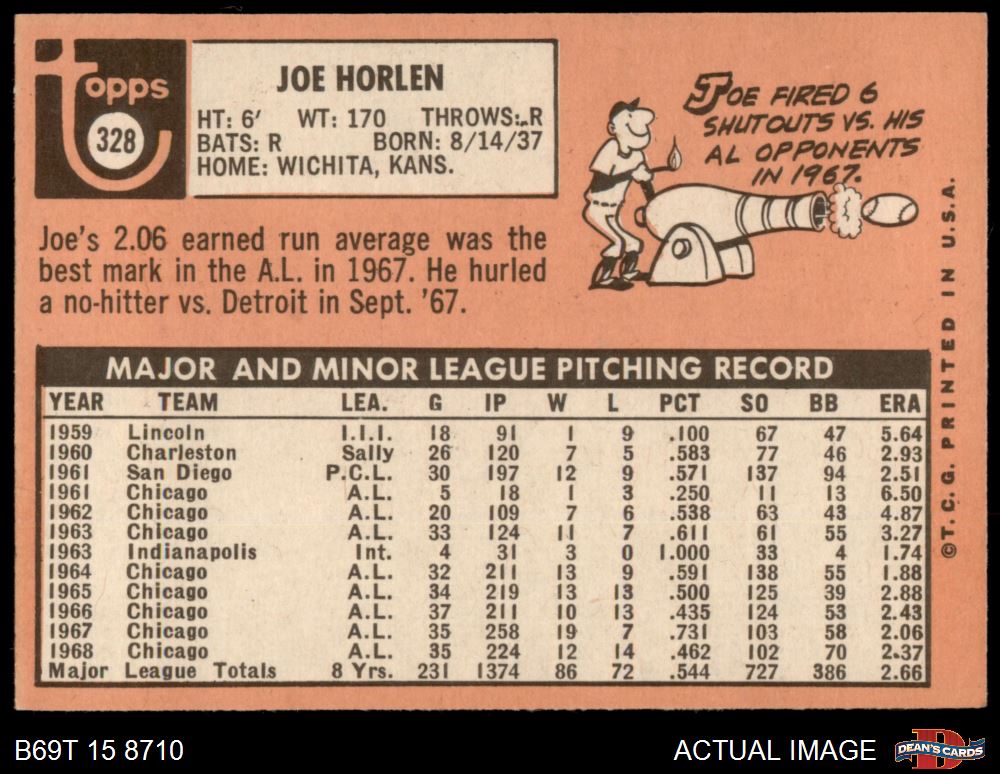 Topps
328
JOE HORLEN
HT: 6' WT: 170 THROWS: R
BATS: R BORN: 8/14/37
HOME: WICHITA, KANS.
JOE FIRED 6
SHUTOUTS VS. HIS
AL OPPONENTS
IN 1967.
Joe's 2.06 earned run average was the
best mark in the A.L. in 1967. He hurled
a no-hitter vs. Detroit in Sept. '67.
MAJOR AND MINOR LEAGUE PITCHING RECORD
YEAR TEAM LEA. G IP W L PCT SO BB ERA
1959 Lincoln I.I.I. 18 91 1 9 .100 67 47 5.64
1960 Charleston Sally 26 120 7 5 .583 77 46 2.93
1961 San Diego P.C.L. 30 197 12 9 .571 137 94 2.51
1961 Chicago A.L. 5 18 1 3 .250 11 13 6.50
1962 Chicago A.L. 20 109 7 6 .538 63 43 4.87
1963 Chicago A.L. 33 124 11 7 .611 61 55 3.27
1963 Indianapolis Int. 4 31 3 0 1.000 33 4 1.74
1964 Chicago A.L. 32 211 13 9 .591 138 55 1.88
1965 Chicago A.L. 34 219 13 13 .500 125 39 2.88
1966 Chicago A.L. 37 211 10 13 .435 124 53 2.43
1967 Chicago A.L. 35 258 19 7 .731 103 58 2.06
1968 Chicago A.L. 35 224 12 14 .462 102 70 2.37
Major League Totals 8 Yrs. 231 1374 86 72 .544 727 386 2.66
©T.C.G. PRINTED IN U.S.A.
B69T 15 8710
ACTUAL IMAGE
DEAN'S CARDS